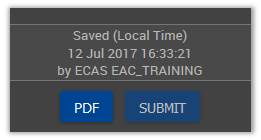 Saved (Local Time)
12 Jul 2017 16:33:21
by ECAS EAC_TRAINING
PDF SUBMIT